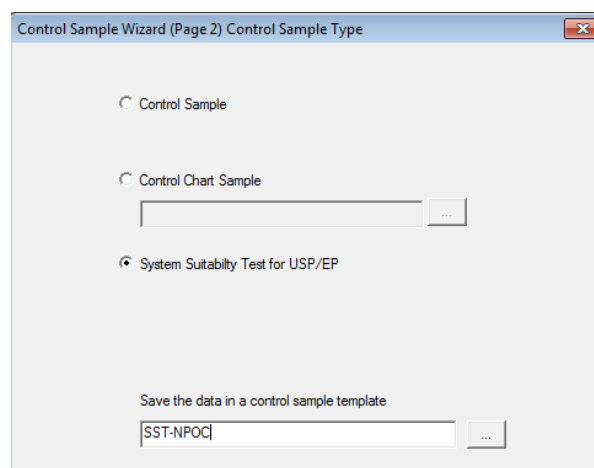 Control Sample Wizard (Page 2) Control Sample Type
Control Sample
Control Chart Sample
...
System Suitabilty Test for USP/EP
Save the data in a control sample template
SST-NPOC
...